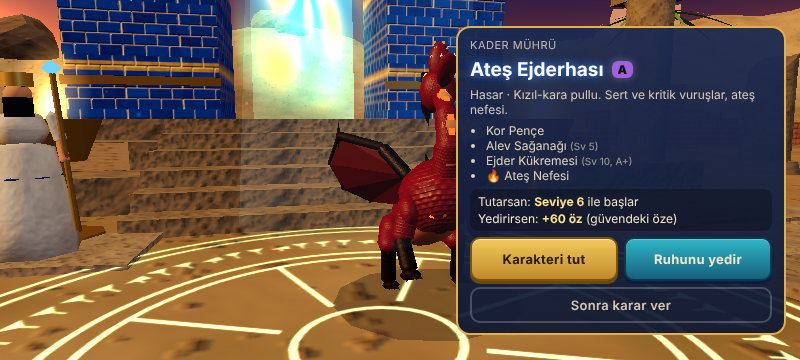 KADER MÜHRÜ
Ateş Ejderhası A
Hasar · Kızıl-kara pullu. Sert ve kritik vuruşlar, ateş
nefesi.
• Kor Pençe
• Alev Sağanağı (Sv 5)
• Ejder Kükremesi (Sv 10, A+)
• 🔥 Ateş Nefesi
Tutarsan: Seviye 6 ile başlar
Yedirirsen: +60 öz (güvendeki öze)
Karakteri tut
Ruhunu yedir
Sonra karar ver